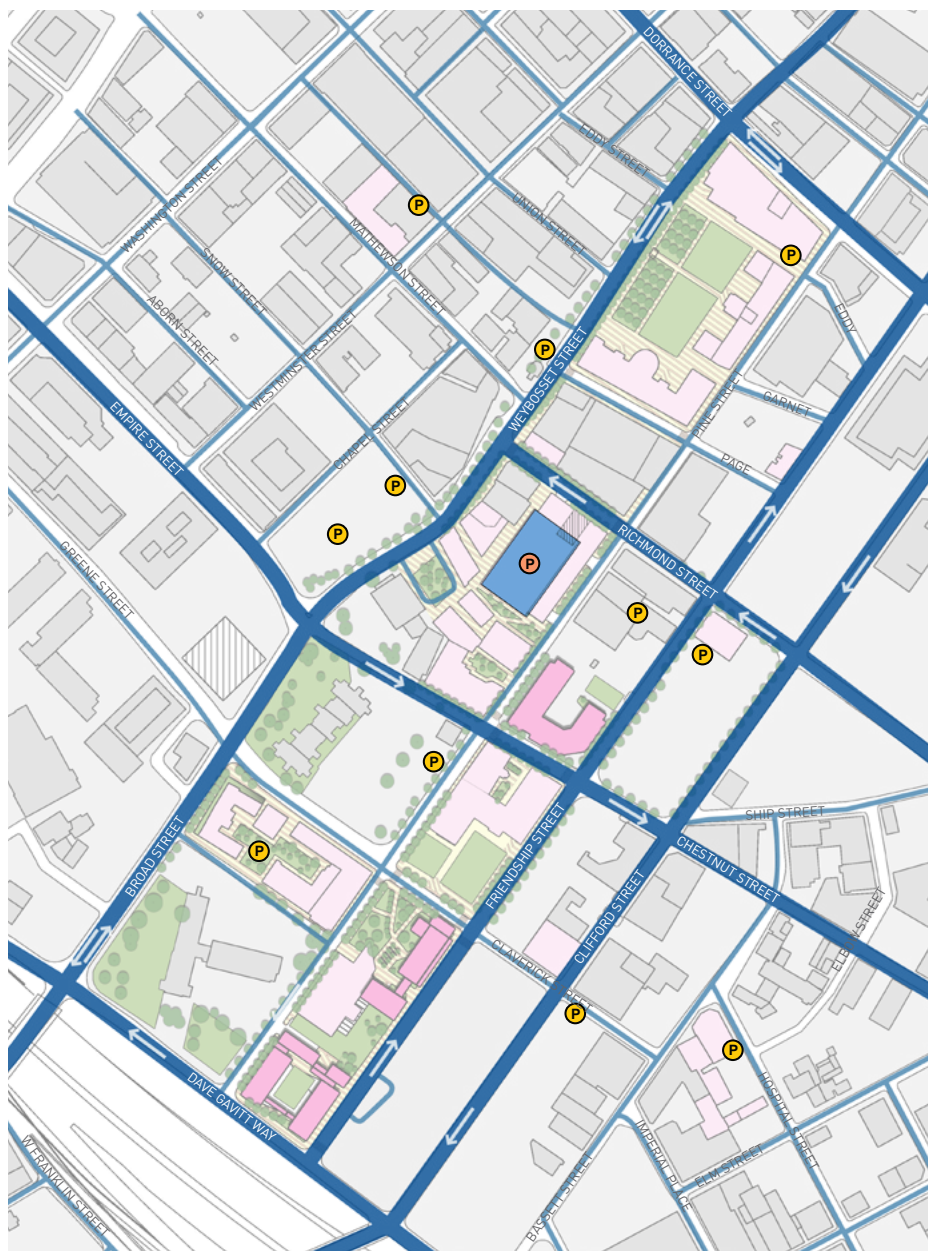 DORRANCE STREET
EDDY STREET
WASHINGTON STREET
P
UNION STREET
MATHEWSON STREET
SNOW STREET
P
ABORN STREET
EDDY
WESTMINSTER STREET
P
WEYBOSSET STREET
EMPIRE STREET
PINE STREET
GARNET
CHAPEL STREET
PAGE
P
P
RICHMOND STREET
P
GREENE STREET
P
P
P
SHIP STREET
P
BROAD STREET
FRIENDSHIP STREET
CHESTNUT STREET
CLIFFORD STREET
ELBOW STREET
CLAVERICK STREET
P
P
DAVE GAVITT WAY
HOSPITAL STREET
IMPERIAL PLACE
ELM STREET
W FRANKLIN STREET
BASSETT STREET